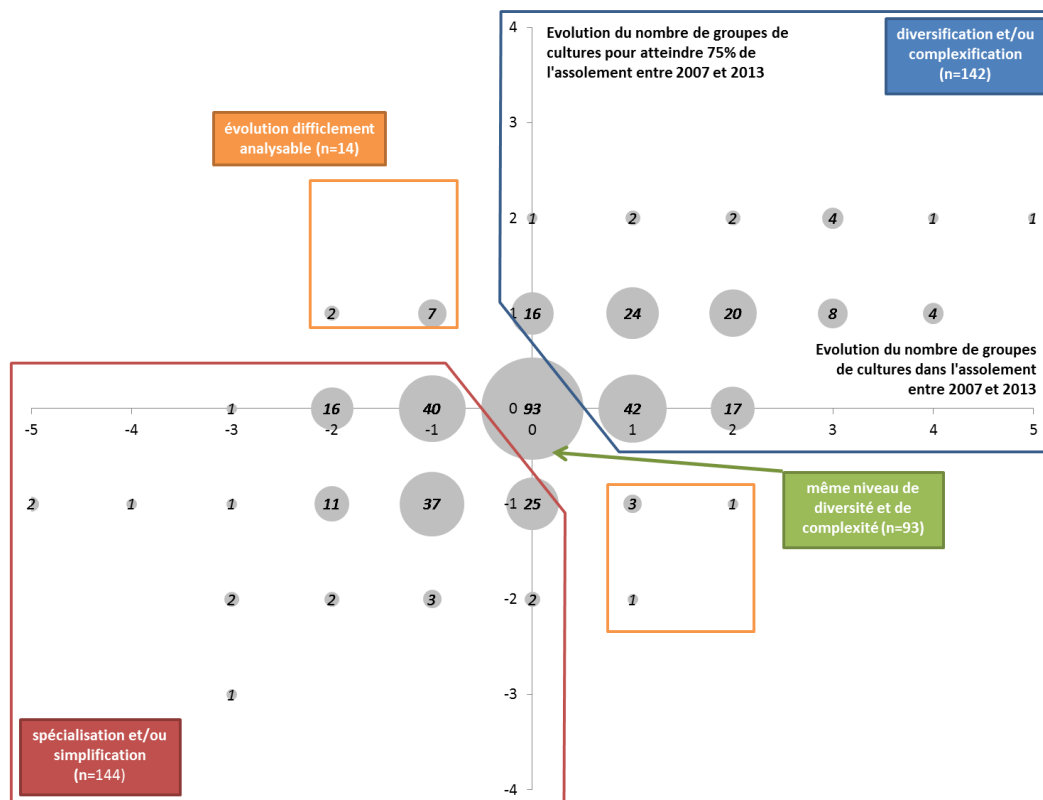 4
Evolution du nombre de groupes de
cultures pour atteindre 75% de
l'assolement entre 2007 et 2013
diversification et/ou
complexification
(n=142)
3
évolution difficlement
analysable (n=14)
2
1 2 2 4 1 1
2 7
1
16 24 20 8 4
Evolution du nombre de groupes
de cultures dans l'assolement
entre 2007 et 2013
1 16 40 0 93 42 17
-5 -4 -3 -2 -1 0 1 2 3 4 5
même niveau de
diversité et de
complexité (n=93)
2 1 1 11 37 -1 25 3 1
2 2 3 -2 2 1
1 -3
spécialisation et/ou
simplification
(n=144)
-4